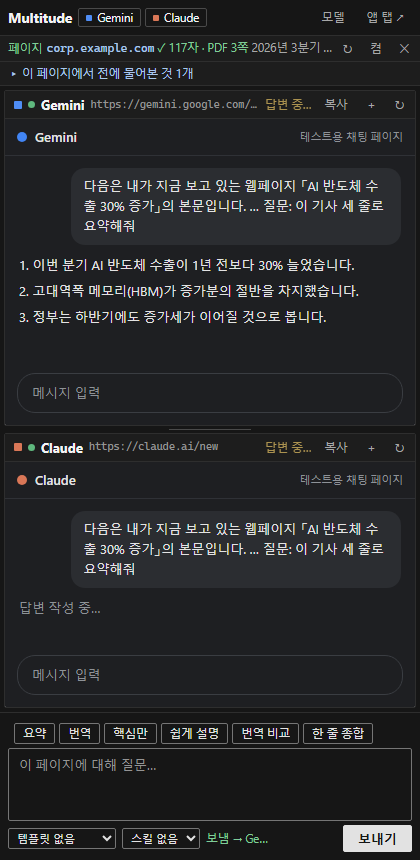 Multitude Gemini Claude 모델 앱 탭 ↗
페이지 corp.example.com ✓ 117자 · PDF 3쪽 2026년 3분기 ... ↻ 켬 ×
▸ 이 페이지에서 전에 물어본 것 1개
Gemini https://gemini.google.com/… 답변 중… 복사 + ↻
Gemini 테스트용 채팅 페이지
다음은 내가 지금 보고 있는 웹페이지 「AI 반도체 수
출 30% 증가」의 본문입니다. ... 질문: 이 기사 세 줄로
요약해줘
1. 이번 분기 AI 반도체 수출이 1년 전보다 30% 늘었습니다.
2. 고대역폭 메모리(HBM)가 증가분의 절반을 차지했습니다.
3. 정부는 하반기에도 증가세가 이어질 것으로 봅니다.
메시지 입력
Claude https://claude.ai/new 답변 중… 복사 + ↻
Claude 테스트용 채팅 페이지
다음은 내가 지금 보고 있는 웹페이지 「AI 반도체 수
출 30% 증가」의 본문입니다. ... 질문: 이 기사 세 줄로
요약해줘
답변 작성 중...
메시지 입력
요약 번역 핵심만 쉽게 설명 번역 비교 한 줄 종합
이 페이지에 대해 질문...
템플릿 없음 스킬 없음 보냄 → Ge... 보내기